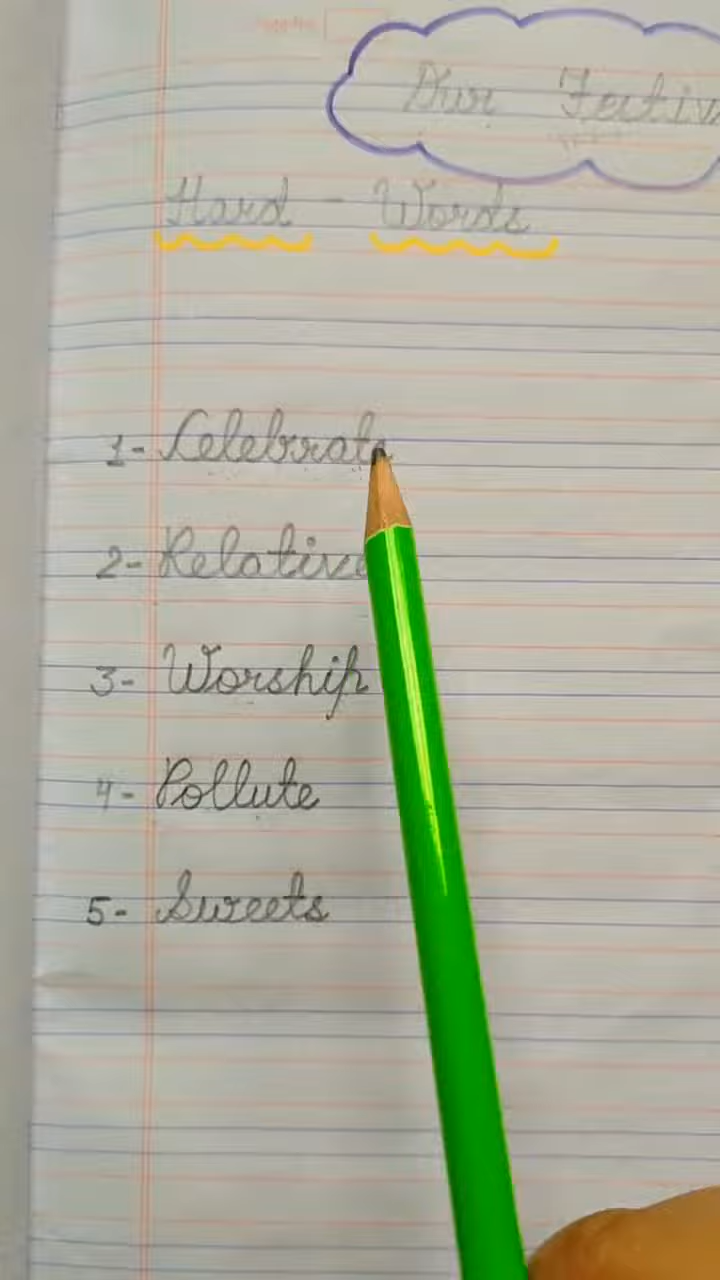 Our Festiv
Hard - Words
1- Celebrate
2- Relative
3- Worship
4- Pollute
5- Sweets